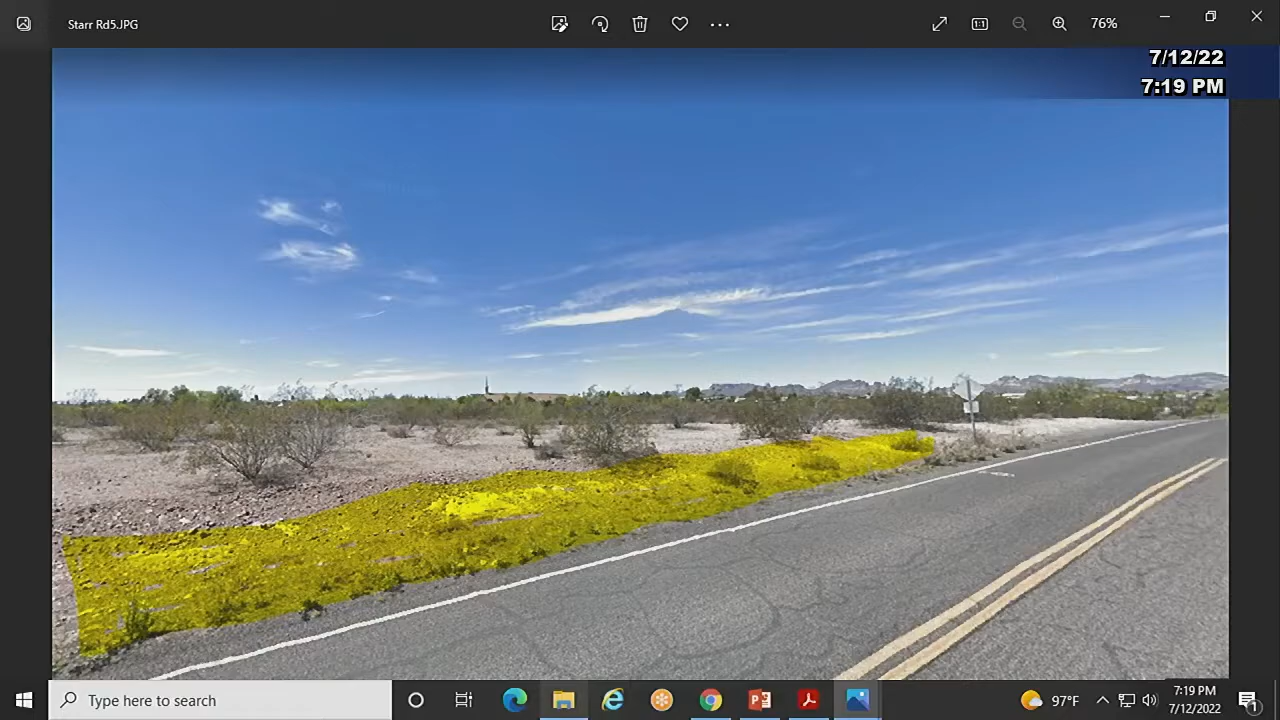 Starr Rd5.JPG
76%
7/12/22
7:19 PM
Type here to search
97°F
7:19 PM
7/12/2022
1